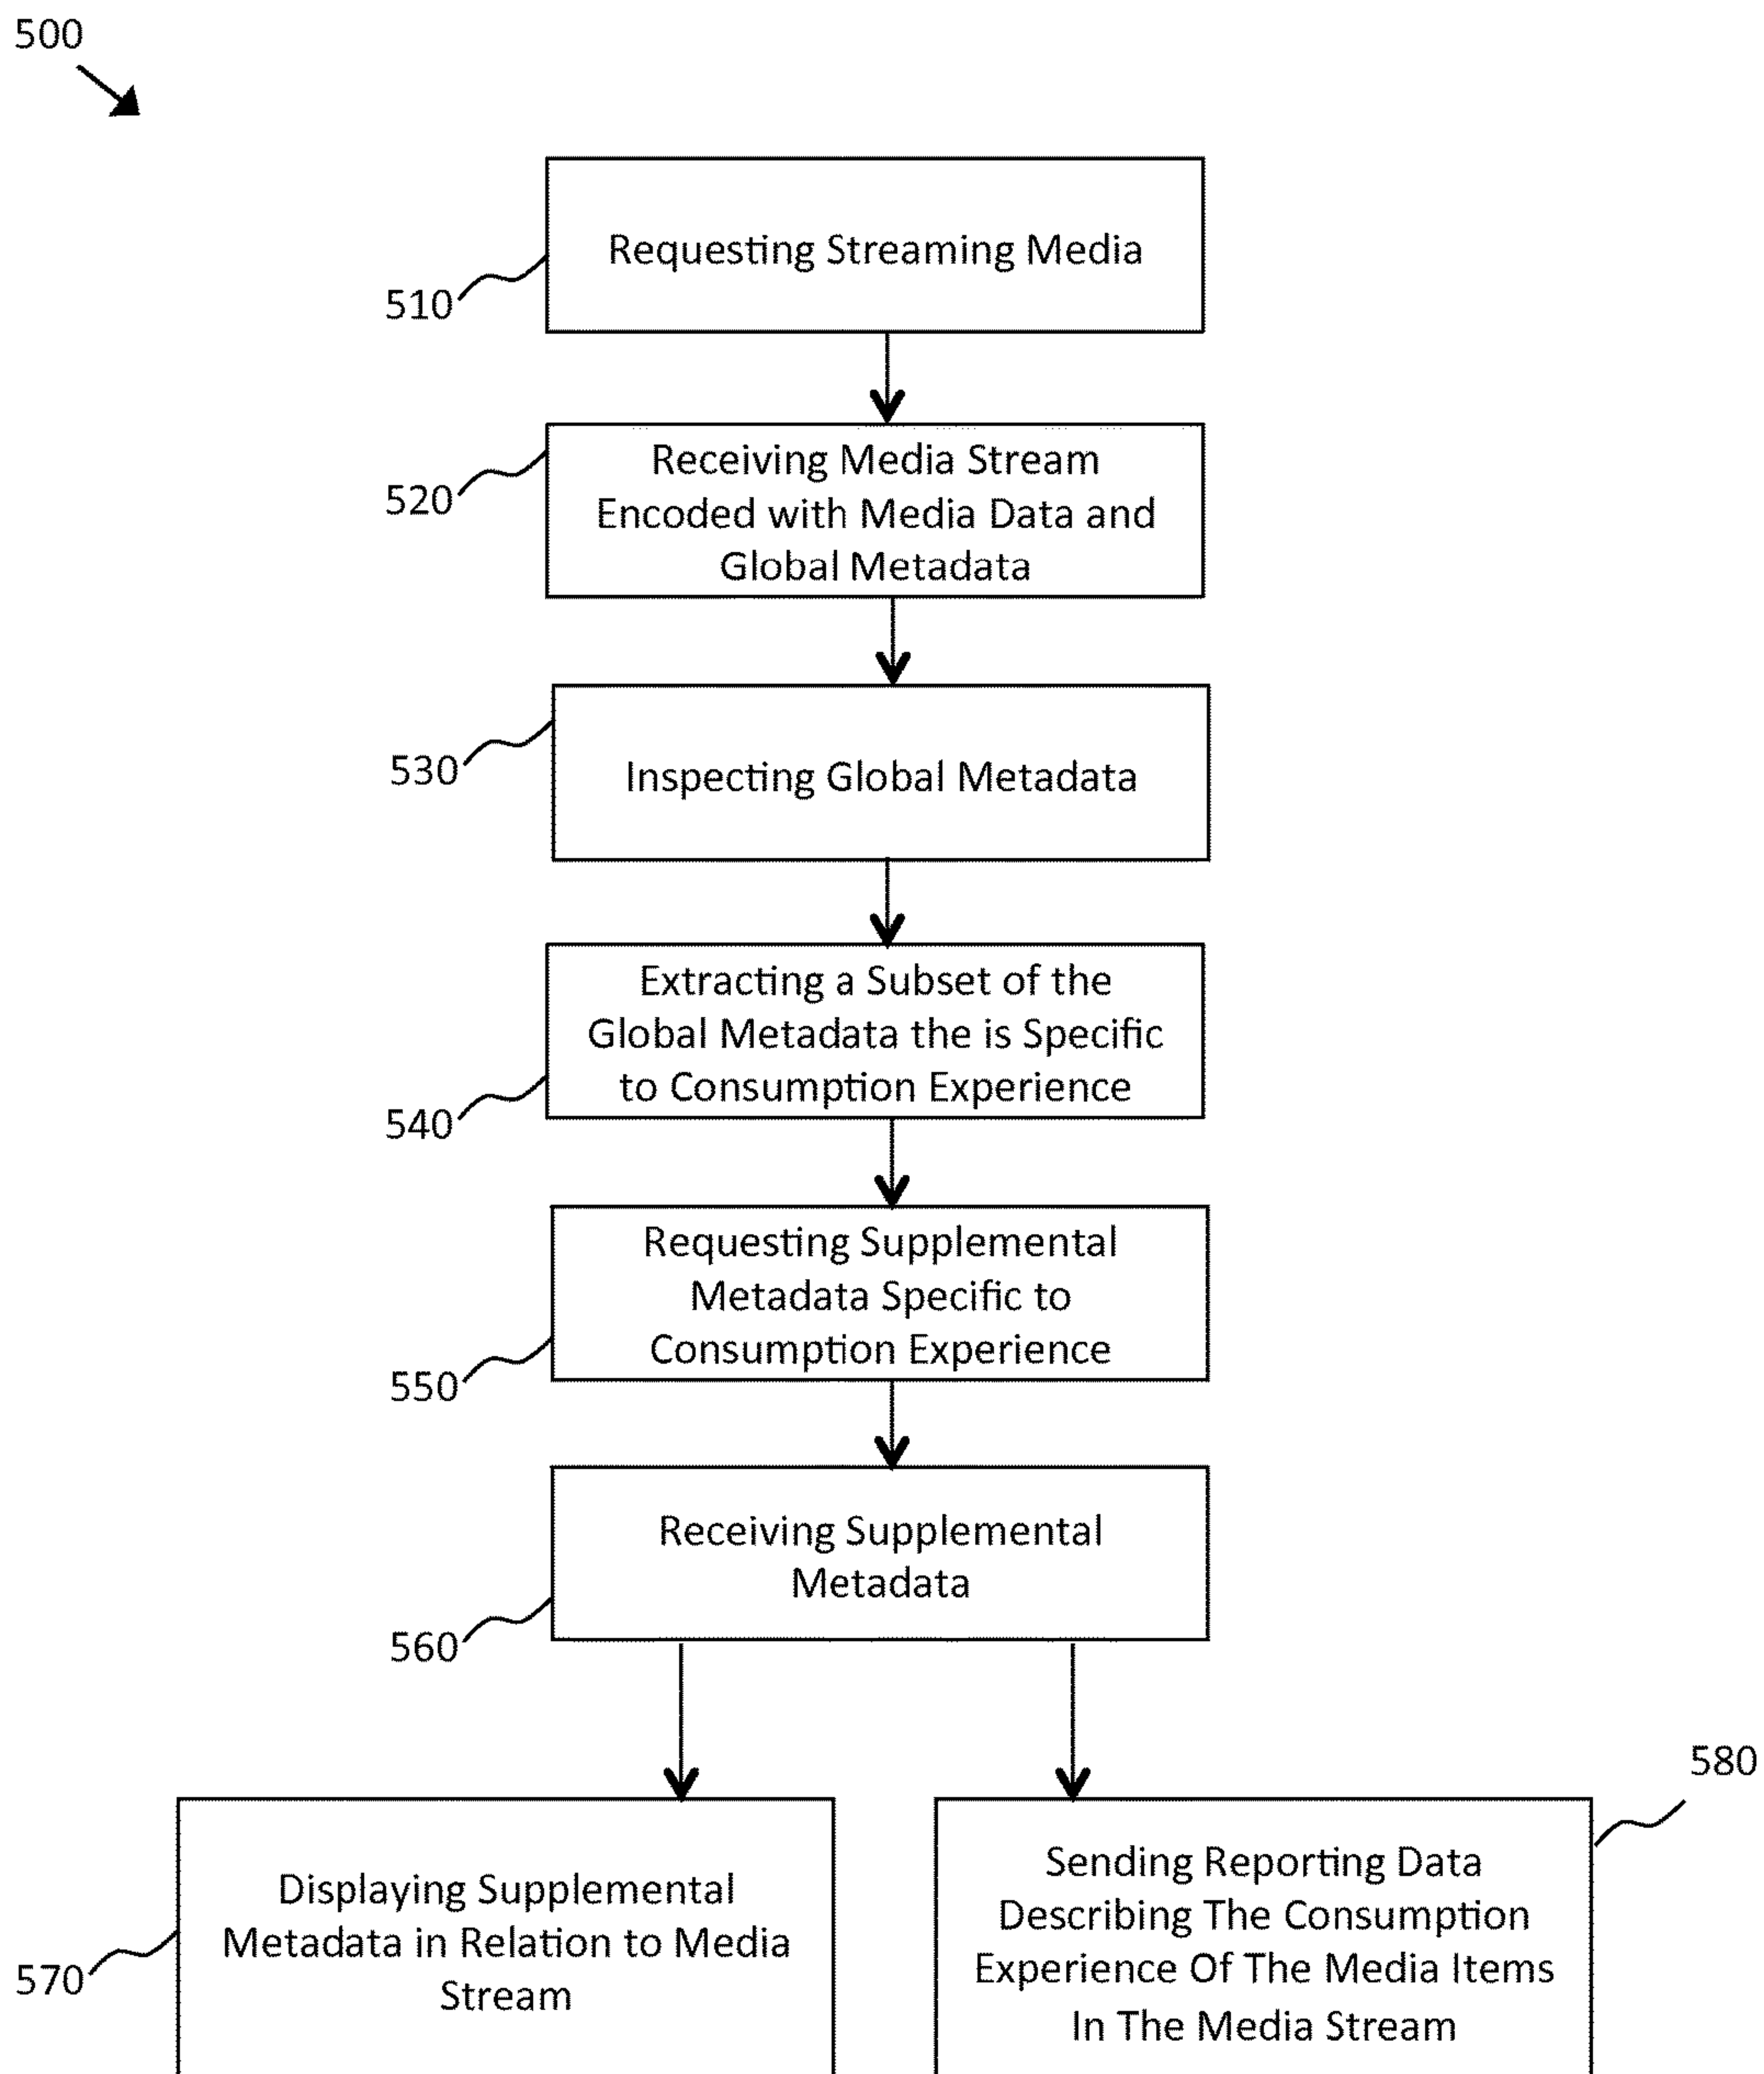 500
Requesting Streaming Media
510
Receiving Media Stream
Encoded with Media Data and
Global Metadata
520
Inspecting Global Metadata
530
Extracting a Subset of the
Global Metadata the is Specific
to Consumption Experience
540
Requesting Supplemental
Metadata Specific to
Consumption Experience
550
Receiving Supplemental
Metadata
560
Displaying Supplemental
Metadata in Relation to Media
Stream
570
580
Sending Reporting Data
Describing The Consumption
Experience Of The Media Items
In The Media Stream